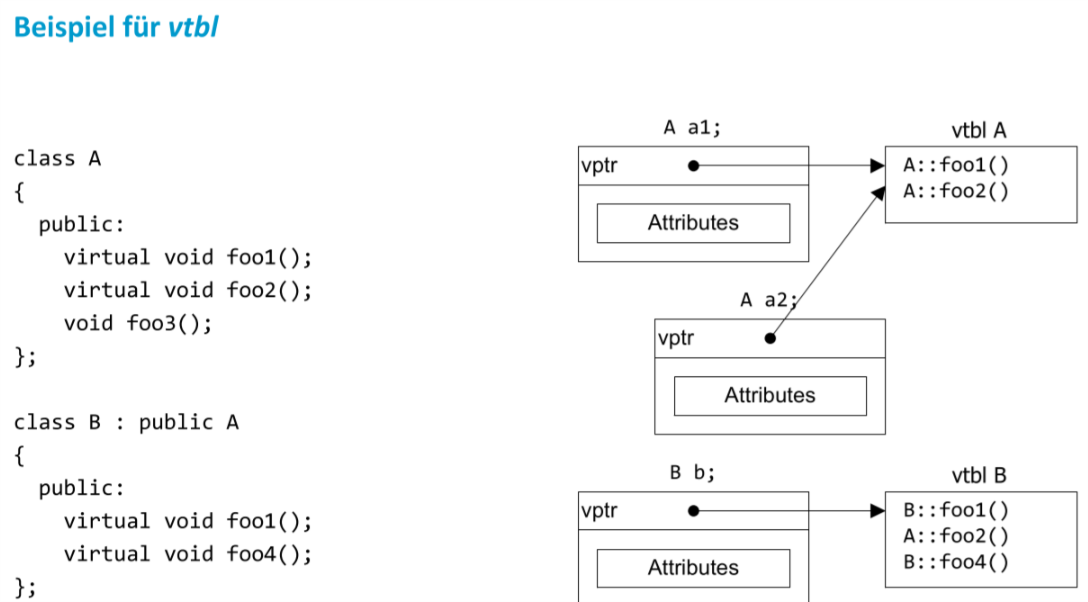 Beispiel für vtbl
class A
{
public:
virtual void foo1();
virtual void foo2();
void foo3();
};
class B : public A
{
public:
virtual void foo1();
virtual void foo4();
};
A a1;
vptr
Attributes
vtbl A
A::foo1()
A::foo2()
A a2;
vptr
Attributes
B b;
vptr
Attributes
vtbl B
B::foo1()
A::foo2()
B::foo4()